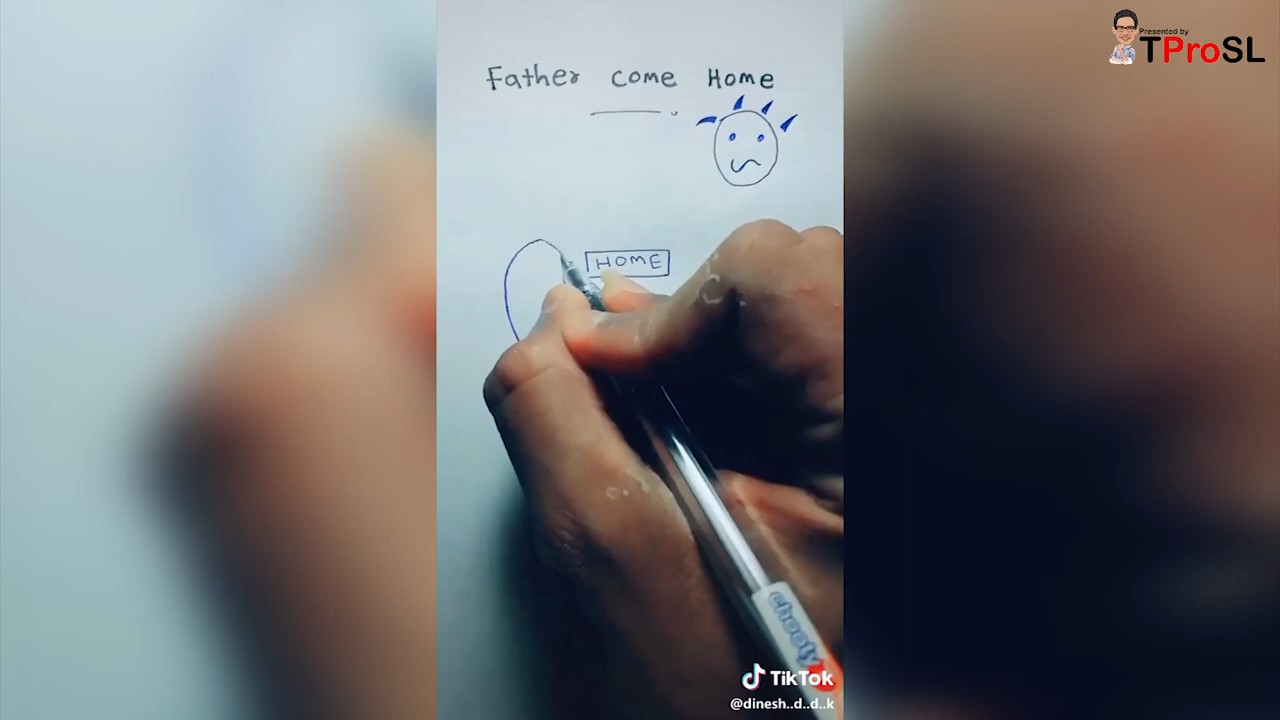 Presented by
TProSL
Father come Home
HOME
TikTok
@dinesh..d..d..k